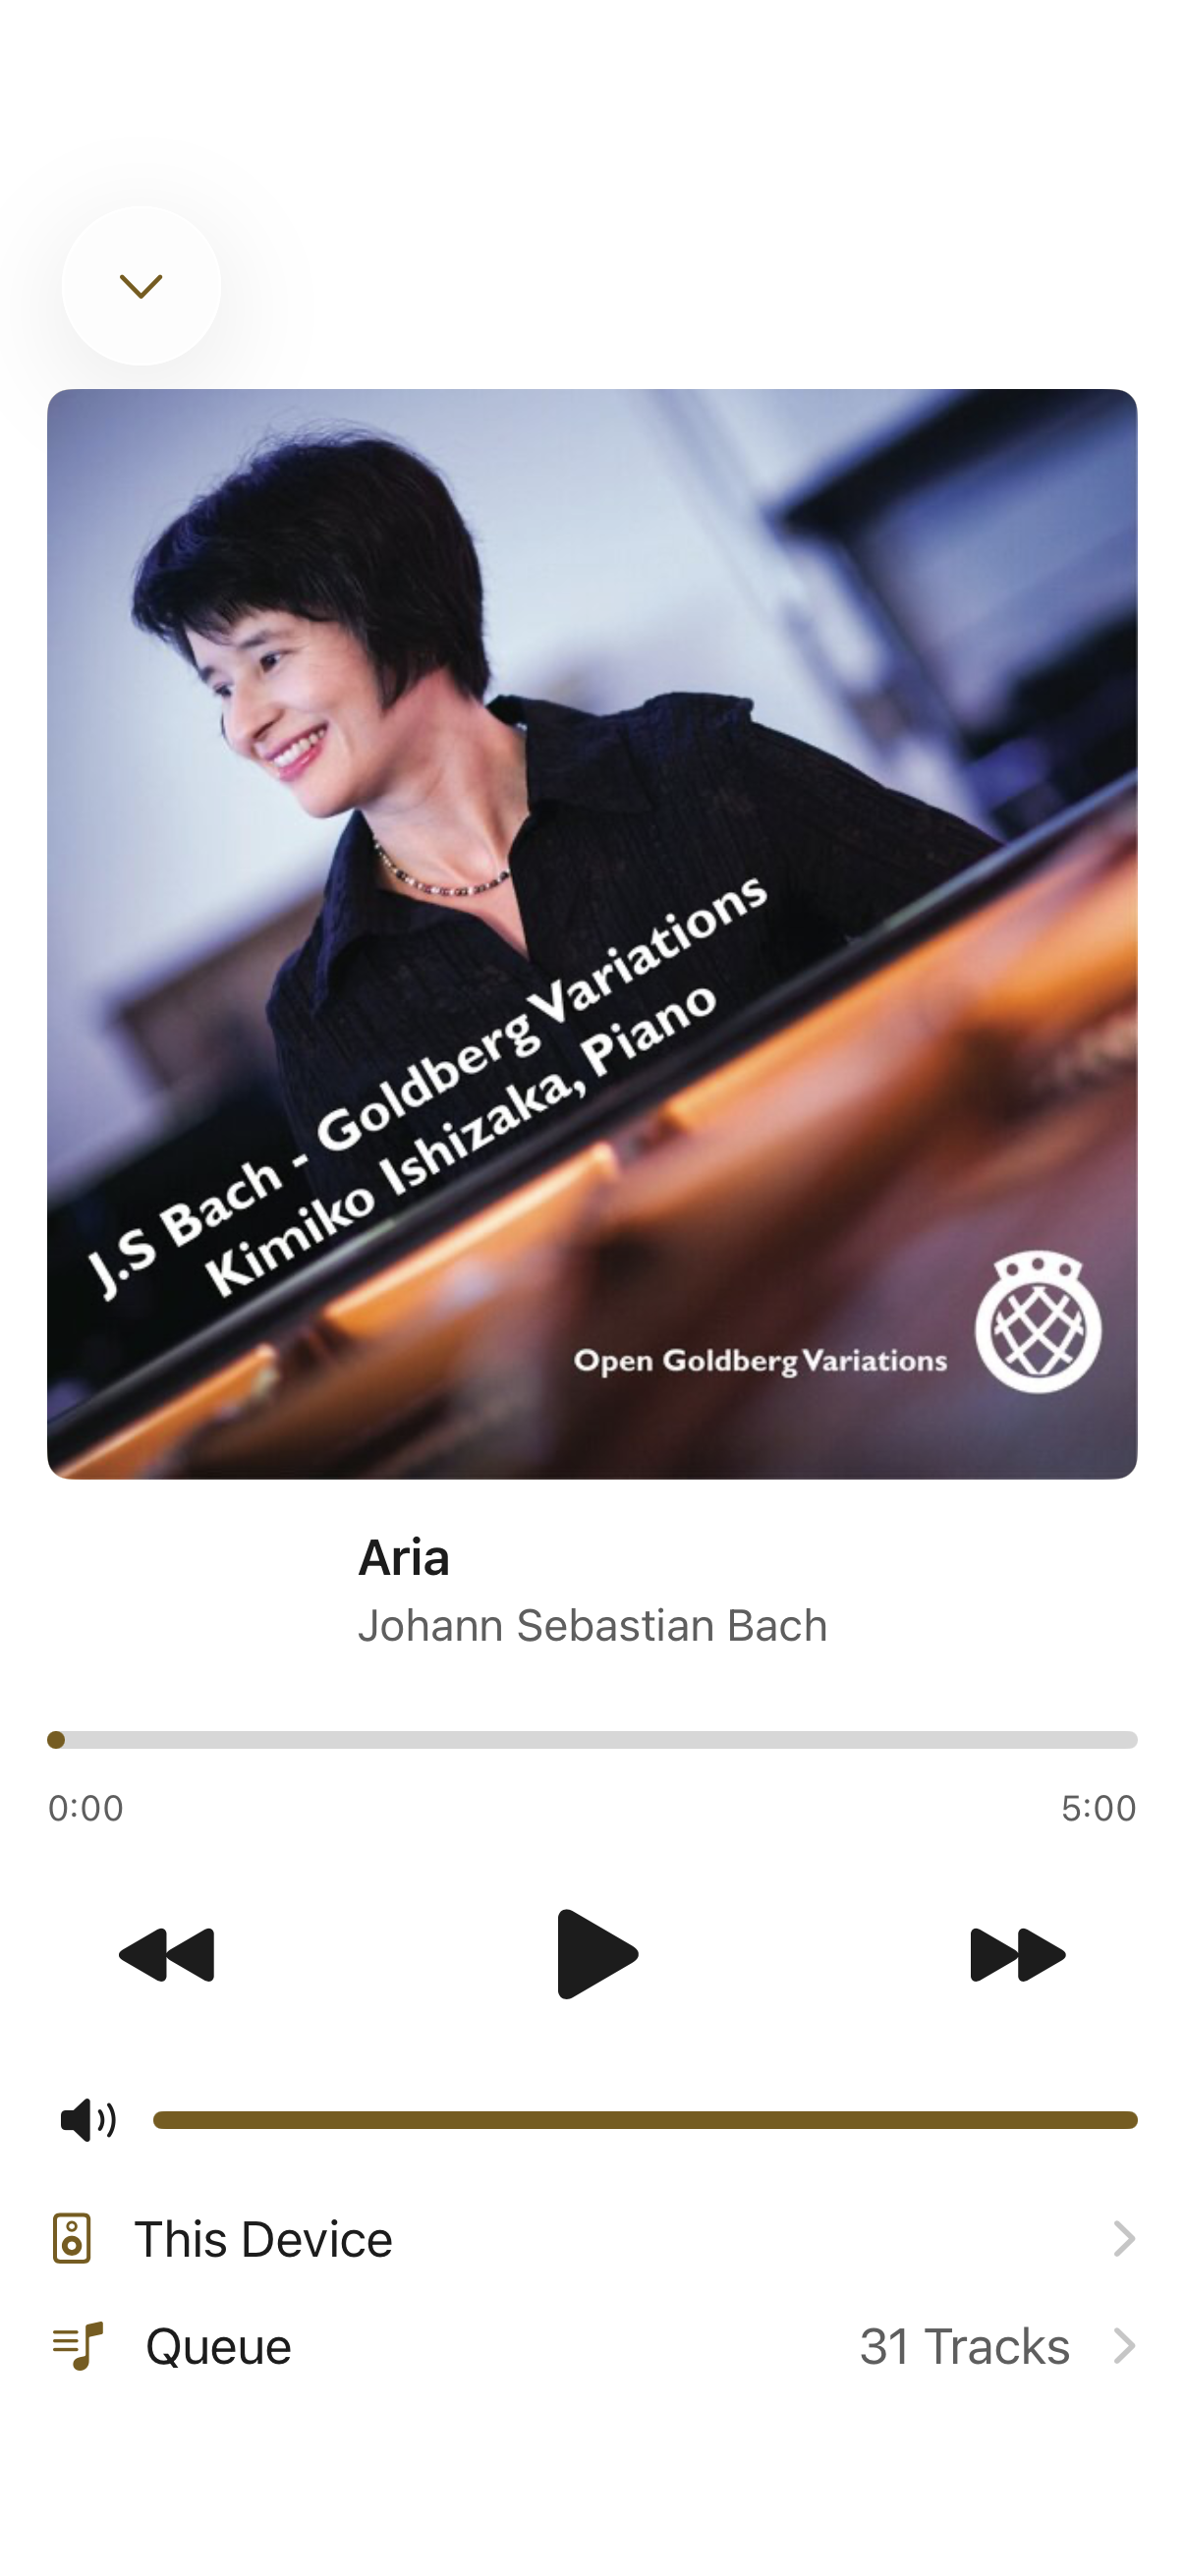 J.S Bach - Goldberg Variations
Kimiko Ishizaka, Piano
Open Goldberg Variations
Aria
Johann Sebastian Bach
0:00
5:00
This Device
Queue
31 Tracks